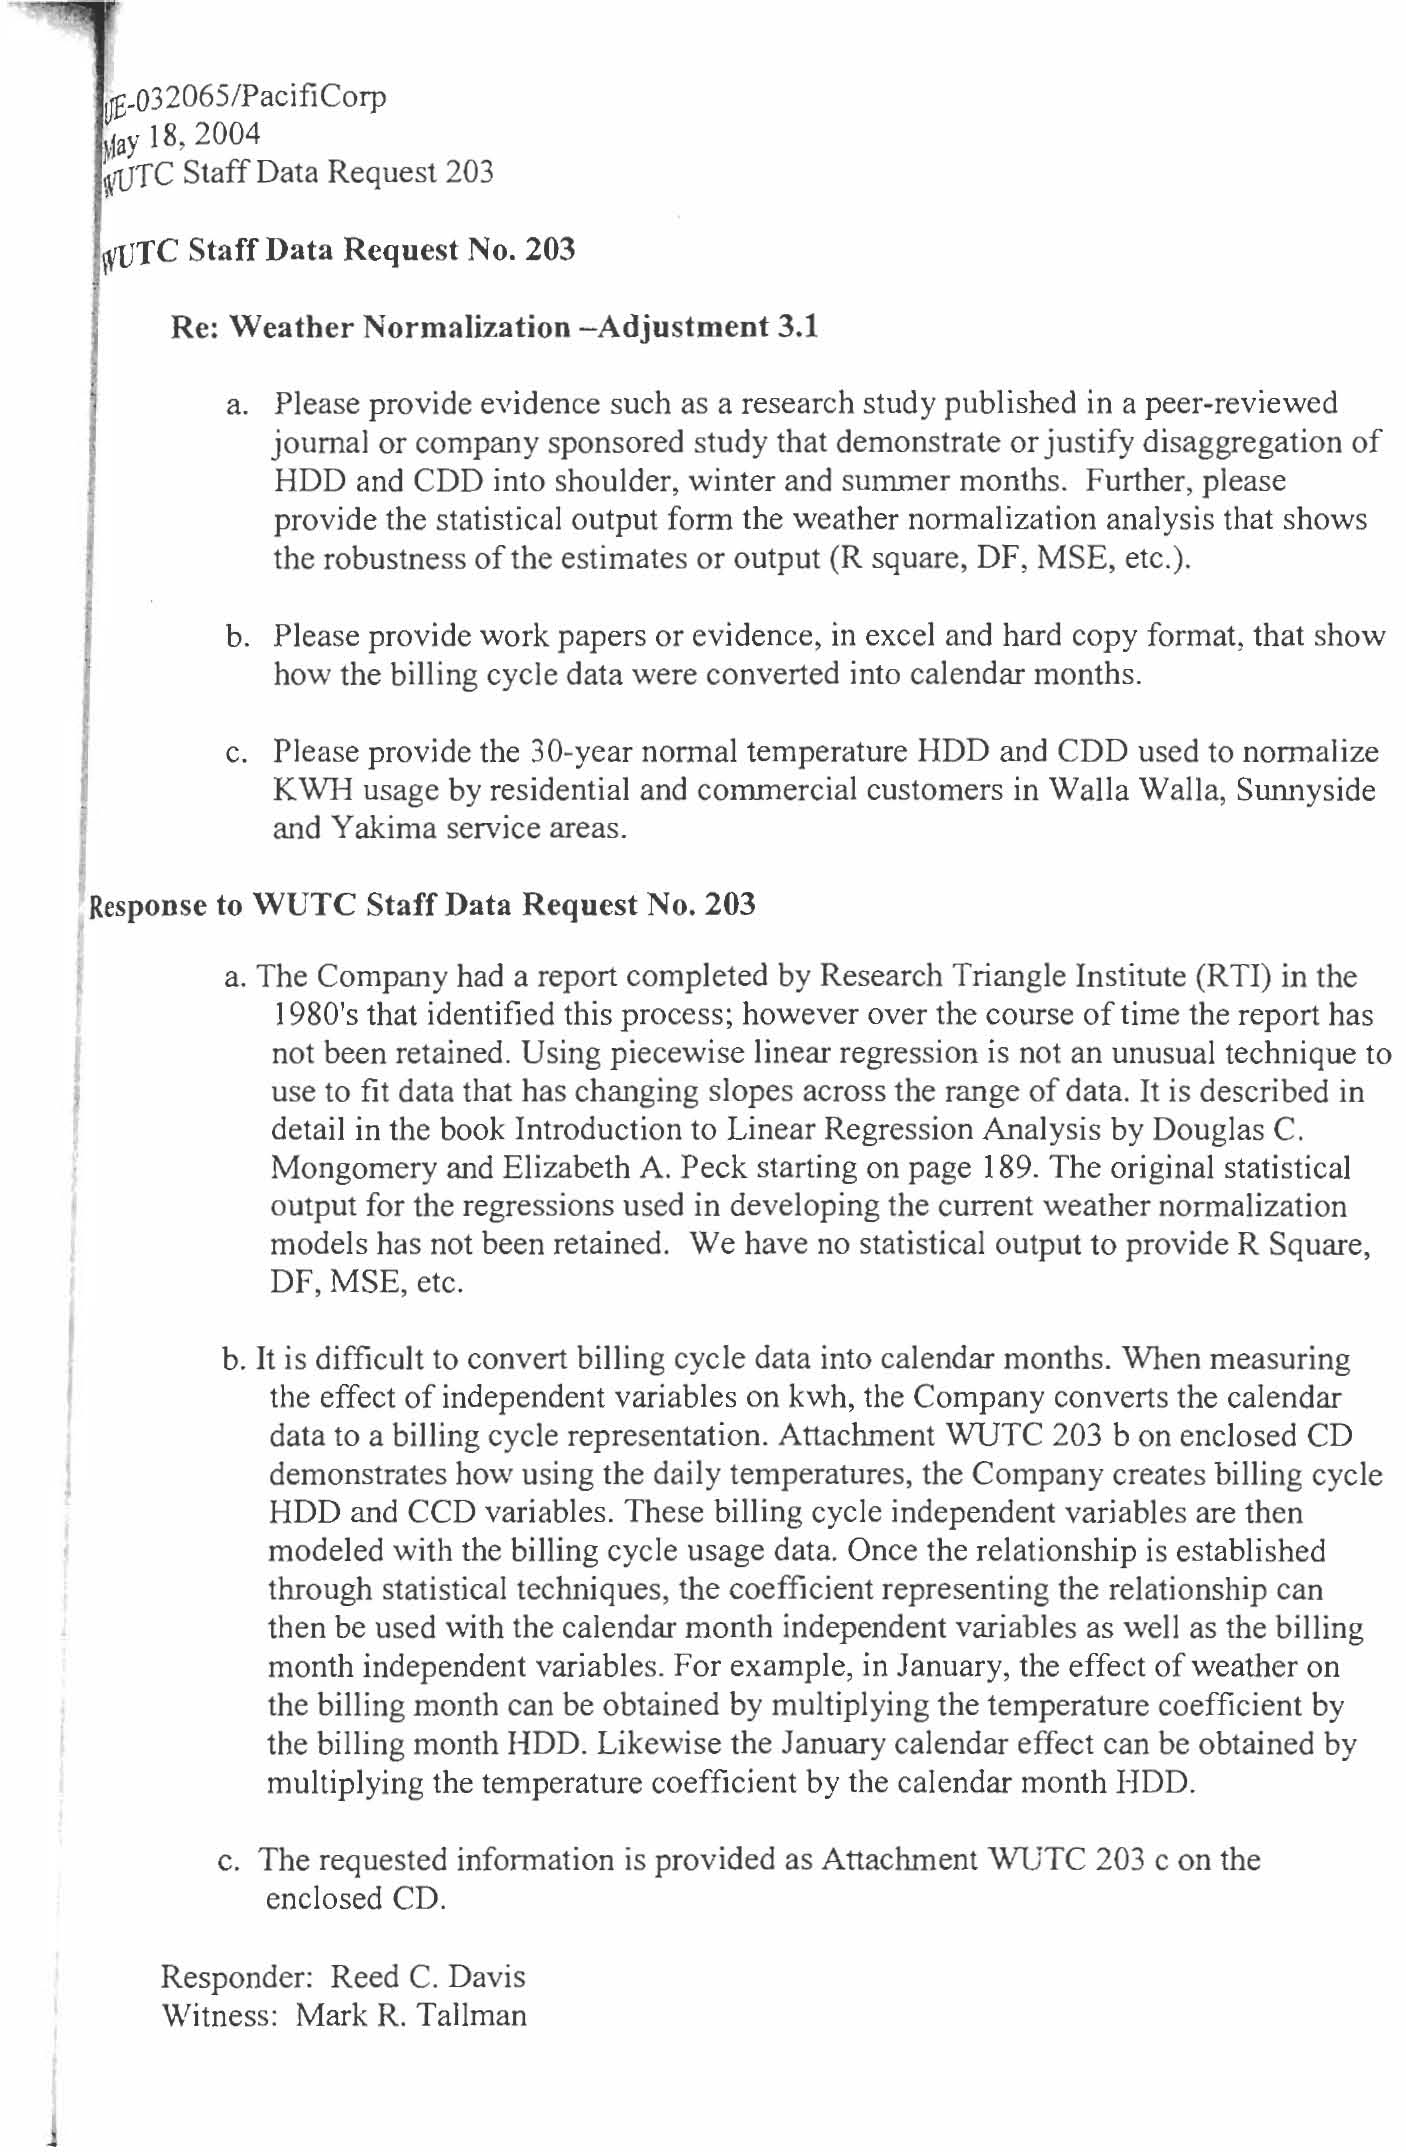 UE-032065/PacifiCorp
May 18, 2004
WUTC Staff Data Request 203
WUTC Staff Data Request No. 203
Re: Weather Normalization –Adjustment 3.1
a. Please provide evidence such as a research study published in a peer-reviewed
journal or company sponsored study that demonstrate or justify disaggregation of
HDD and CDD into shoulder, winter and summer months. Further, please
provide the statistical output form the weather normalization analysis that shows
the robustness of the estimates or output (R square, DF, MSE, etc.).
b. Please provide work papers or evidence, in excel and hard copy format, that show
how the billing cycle data were converted into calendar months.
c. Please provide the 30-year normal temperature HDD and CDD used to normalize
KWH usage by residential and commercial customers in Walla Walla, Sunnyside
and Yakima service areas.
Response to WUTC Staff Data Request No. 203
a. The Company had a report completed by Research Triangle Institute (RTI) in the
1980's that identified this process; however over the course of time the report has
not been retained. Using piecewise linear regression is not an unusual technique to
use to fit data that has changing slopes across the range of data. It is described in
detail in the book Introduction to Linear Regression Analysis by Douglas C.
Mongomery and Elizabeth A. Peck starting on page 189. The original statistical
output for the regressions used in developing the current weather normalization
models has not been retained. We have no statistical output to provide R Square,
DF, MSE, etc.
b. It is difficult to convert billing cycle data into calendar months. When measuring
the effect of independent variables on kwh, the Company converts the calendar
data to a billing cycle representation. Attachment WUTC 203 b on enclosed CD
demonstrates how using the daily temperatures, the Company creates billing cycle
HDD and CCD variables. These billing cycle independent variables are then
modeled with the billing cycle usage data. Once the relationship is established
through statistical techniques, the coefficient representing the relationship can
then be used with the calendar month independent variables as well as the billing
month independent variables. For example, in January, the effect of weather on
the billing month can be obtained by multiplying the temperature coefficient by
the billing month HDD. Likewise the January calendar effect can be obtained by
multiplying the temperature coefficient by the calendar month HDD.
c. The requested information is provided as Attachment WUTC 203 c on the
enclosed CD.
Responder: Reed C. Davis
Witness: Mark R. Tallman